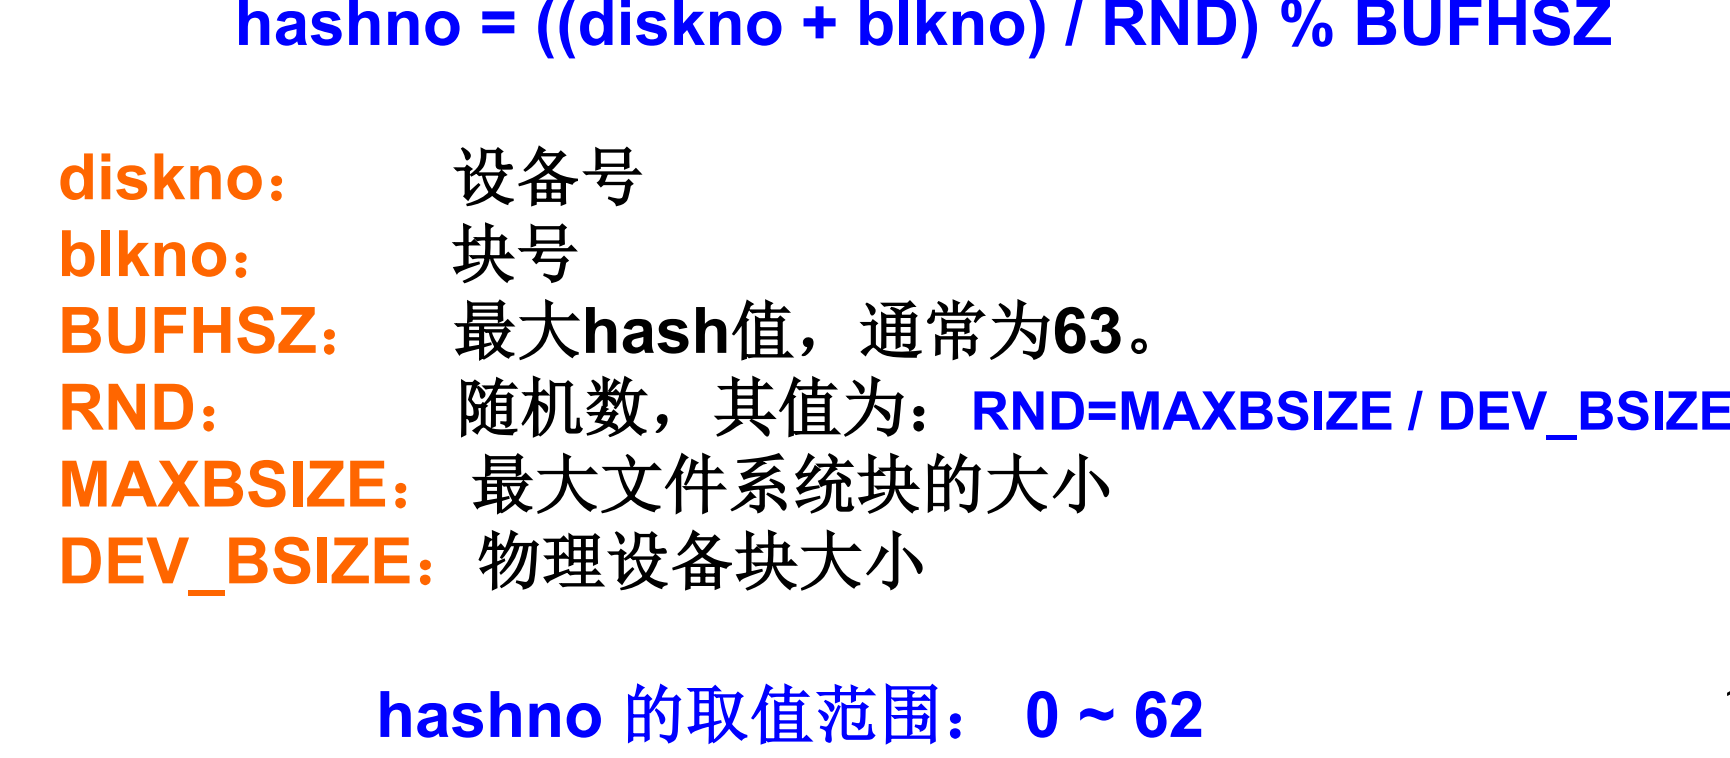 hashno = ((diskno + blkno) / RND) % BUFHSZ
diskno： 设备号
blkno： 块号
BUFHSZ： 最大hash值，通常为63。
RND： 随机数，其值为：RND=MAXBSIZE / DEV_BSIZE
MAXBSIZE： 最大文件系统块的大小
DEV_BSIZE：物理设备块大小
hashno 的取值范围： 0 ~ 62